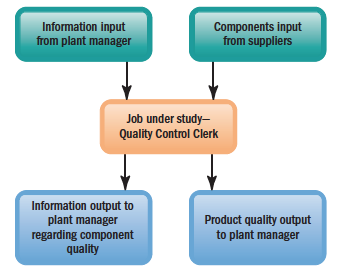 Information input
from plant manager
Components input
from suppliers
Job under study—
Quality Control Clerk
Information output to
plant manager
regarding component
quality
Product quality output
to plant manager